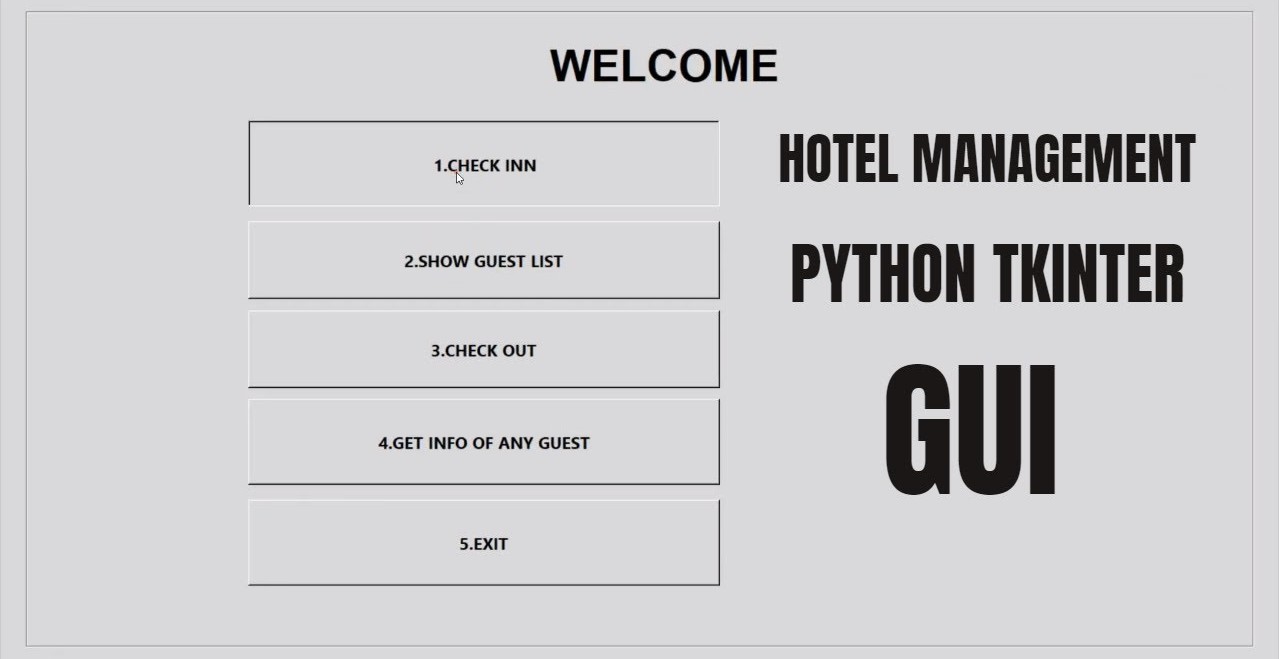 WELCOME
1.CHECK INN
2.SHOW GUEST LIST
3.CHECK OUT
4.GET INFO OF ANY GUEST
5.EXIT
HOTEL MANAGEMENT
PYTHON TKINTER
GUI